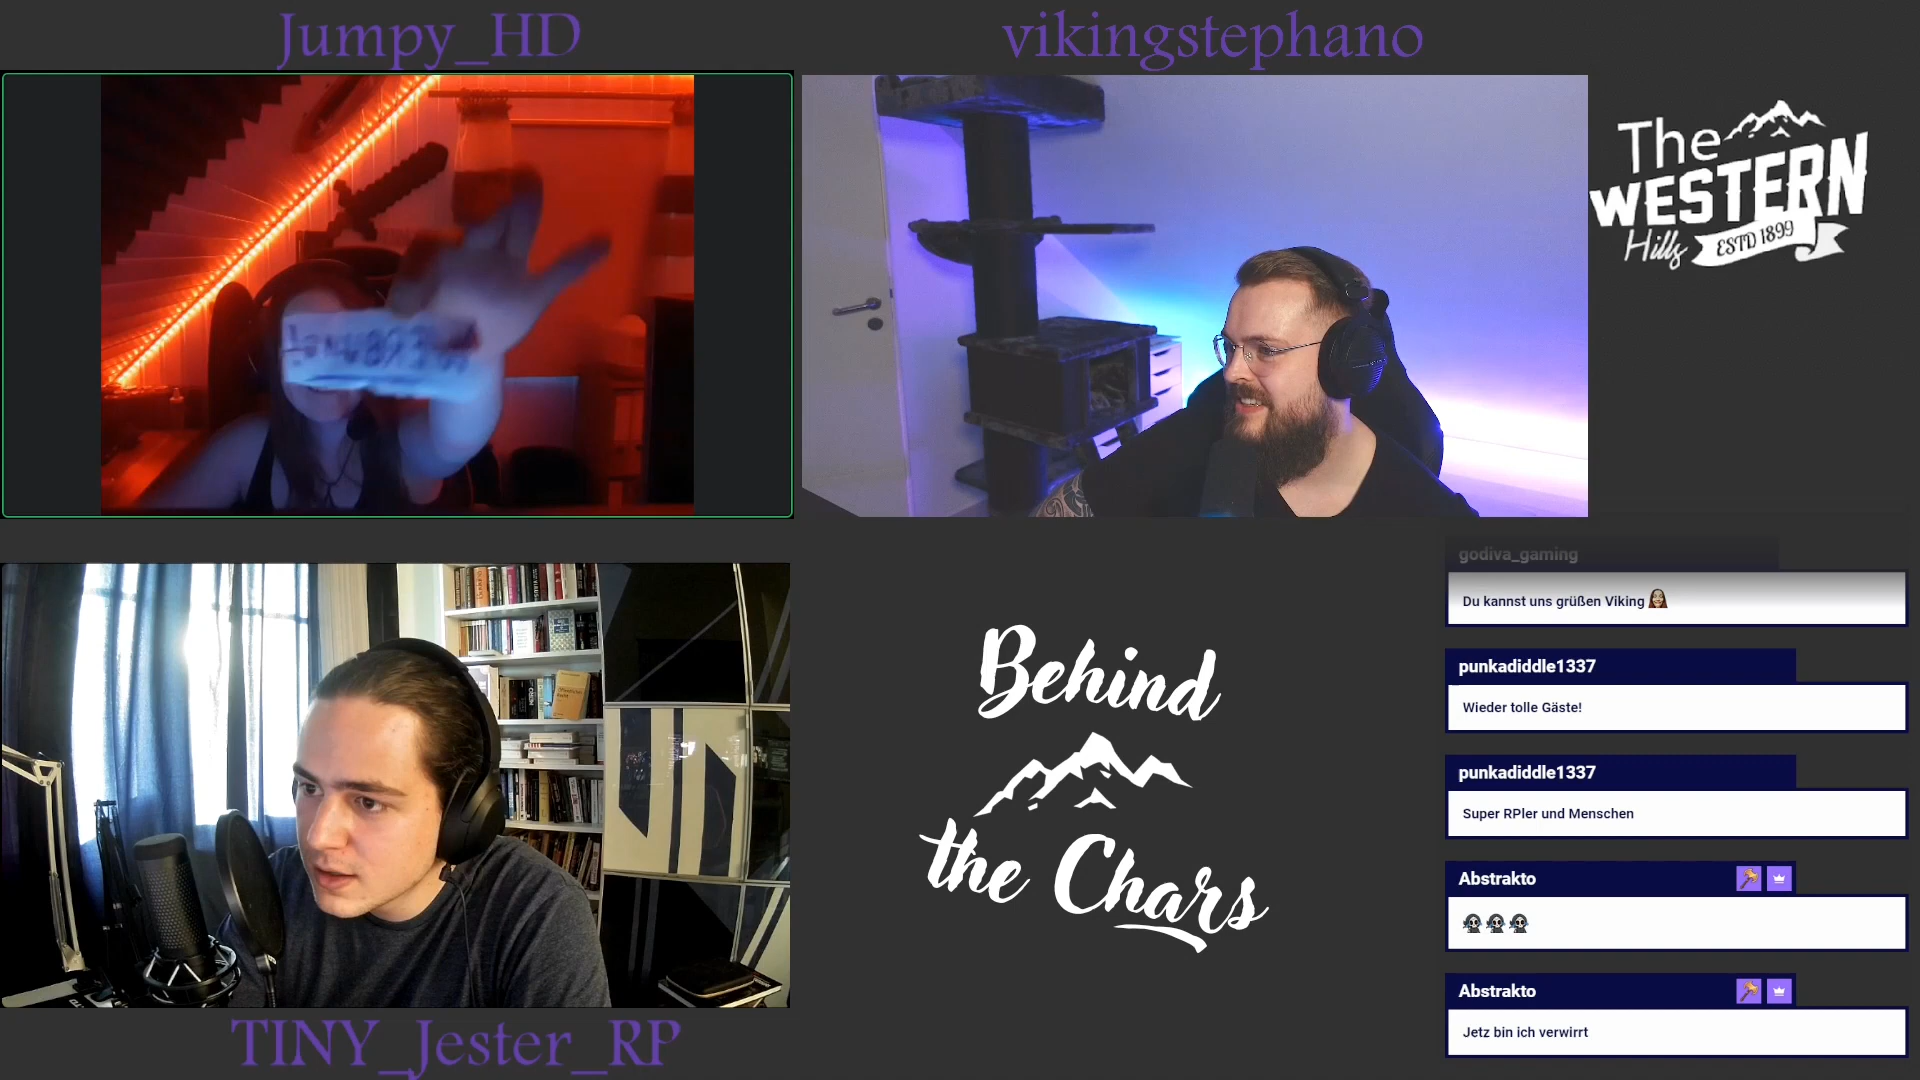 Jumpy_HD
vikingstephano
The
WESTERN
Hills
ESTD 1899
godiva_gaming
Du kannst uns grüßen Viking
punkadiddle1337
Wieder tolle Gäste!
punkadiddle1337
Super RPler und Menschen
Abstrakto
Abstrakto
Jetz bin ich verwirrt
Behind
the Chars
TINY_Jester_RP